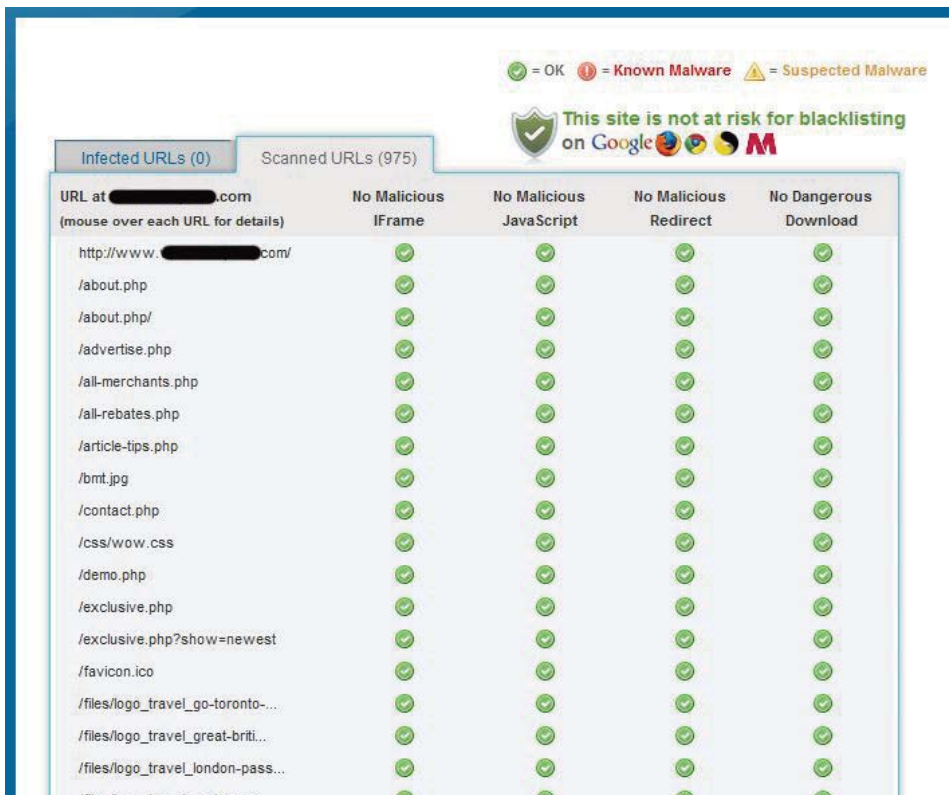 = OK = Known Malware = Suspected Malware
This site is not at risk for blacklisting
on Google
Infected URLs (0) Scanned URLs (975)
URL at .com No Malicious No Malicious No Malicious No Dangerous
(mouse over each URL for details) IFrame JavaScript Redirect Download
http://www. com/
/about.php
/about.php/
/advertise.php
/all-merchants.php
/all-rebates.php
/article-tips.php
/bmt.jpg
/contact.php
/css/wow.css
/demo.php
/exclusive.php
/exclusive.php?show=newest
/favicon.ico
/files/logo_travel_go-toronto-...
/files/logo_travel_great-briti...
/files/logo_travel_london-pass...